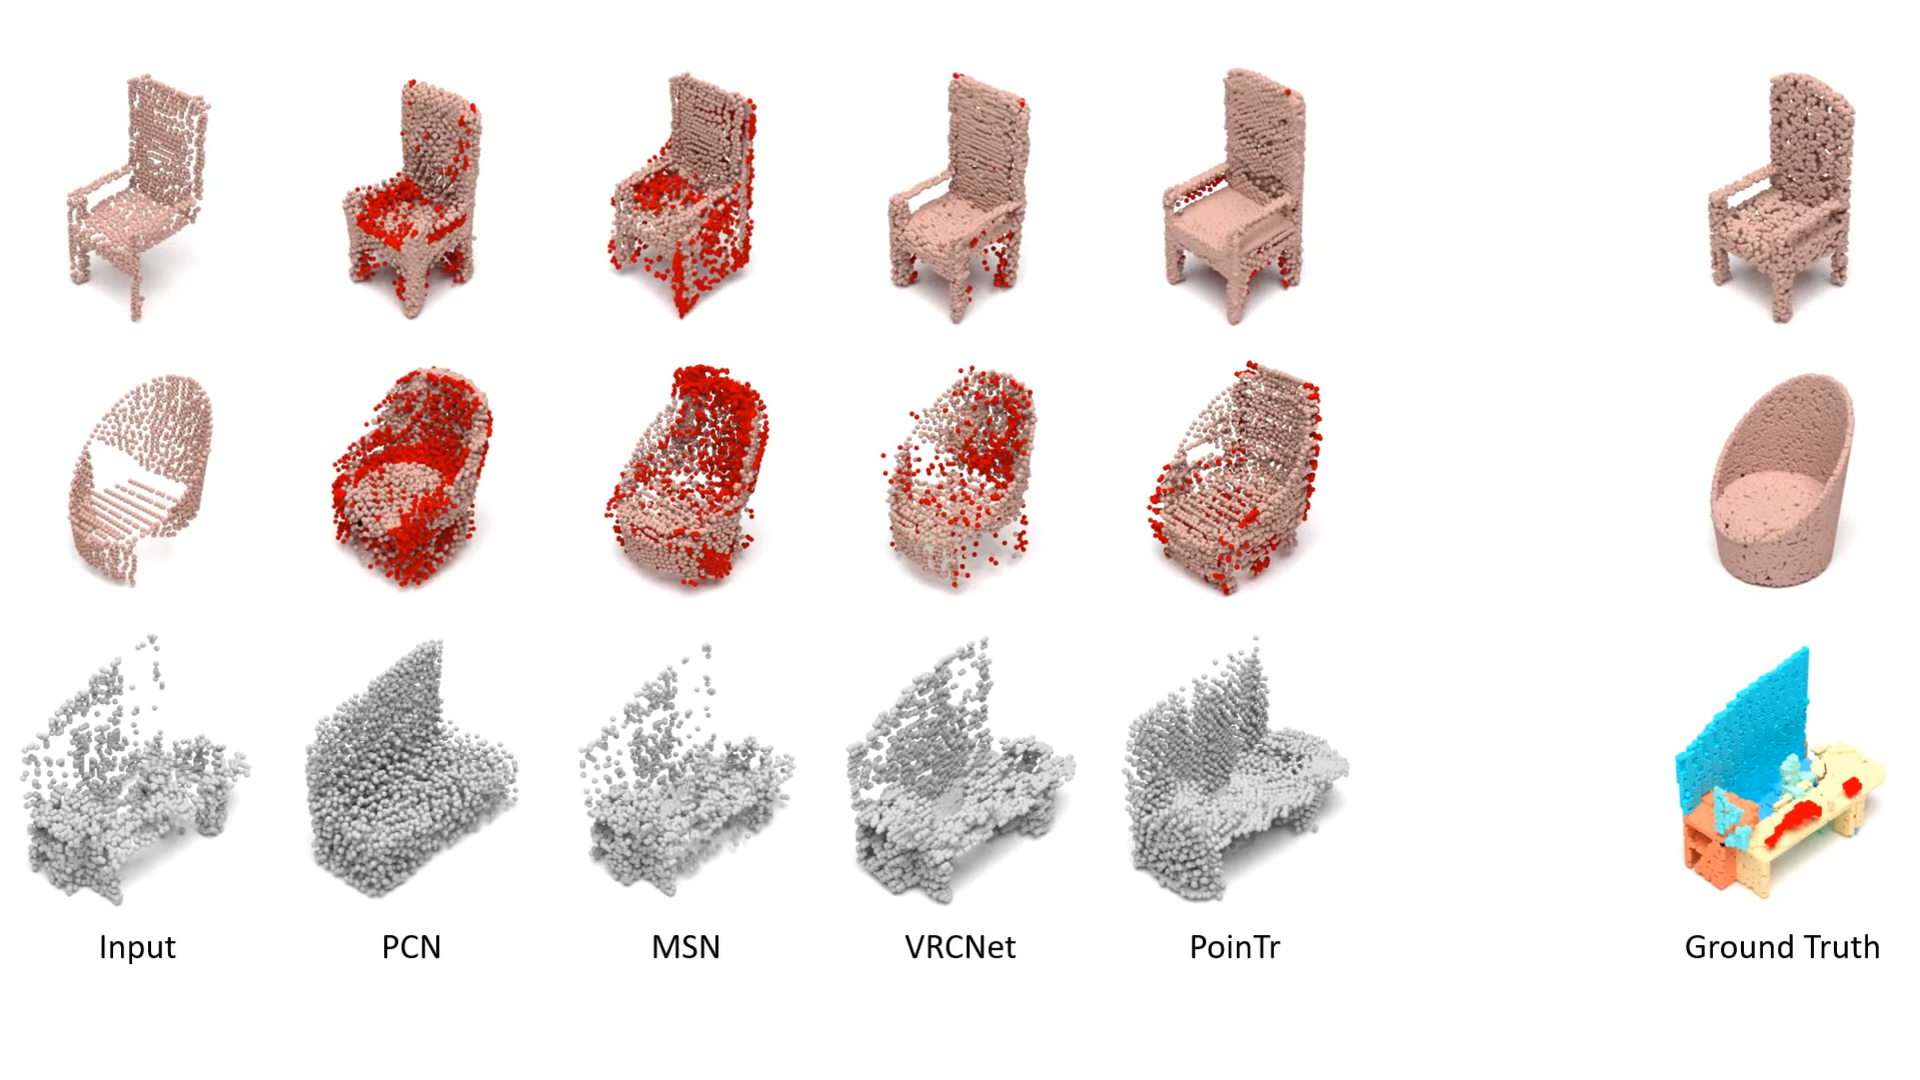 Input
PCN
MSN
VRCNet
PoinTr
Ground Truth